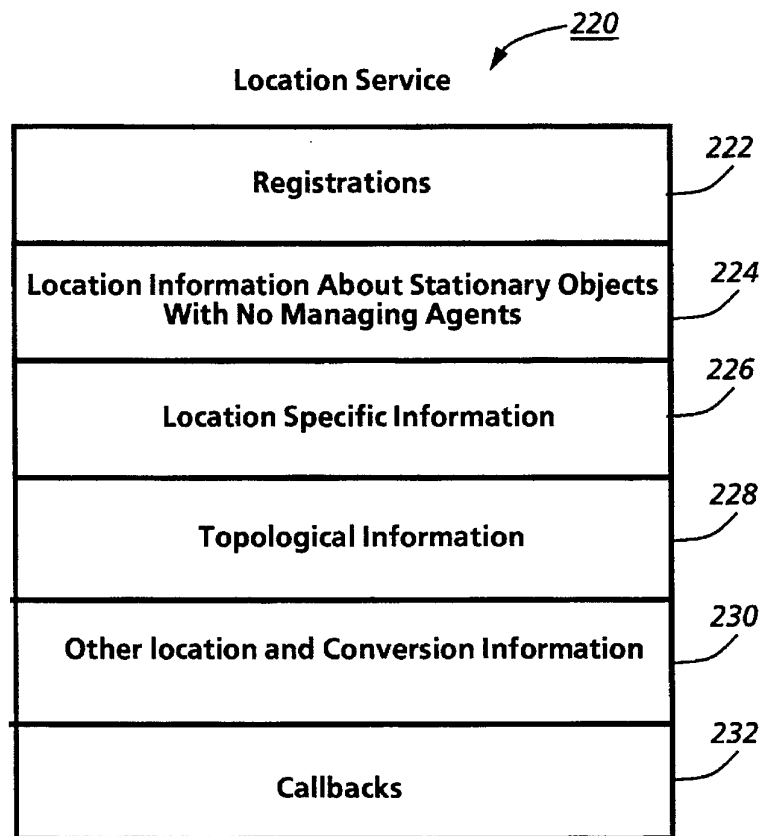 220
Location Service
222
Registrations
224
Location Information About Stationary Objects
With No Managing Agents
226
Location Specific Information
228
Topological Information
230
Other location and Conversion Information
232
Callbacks